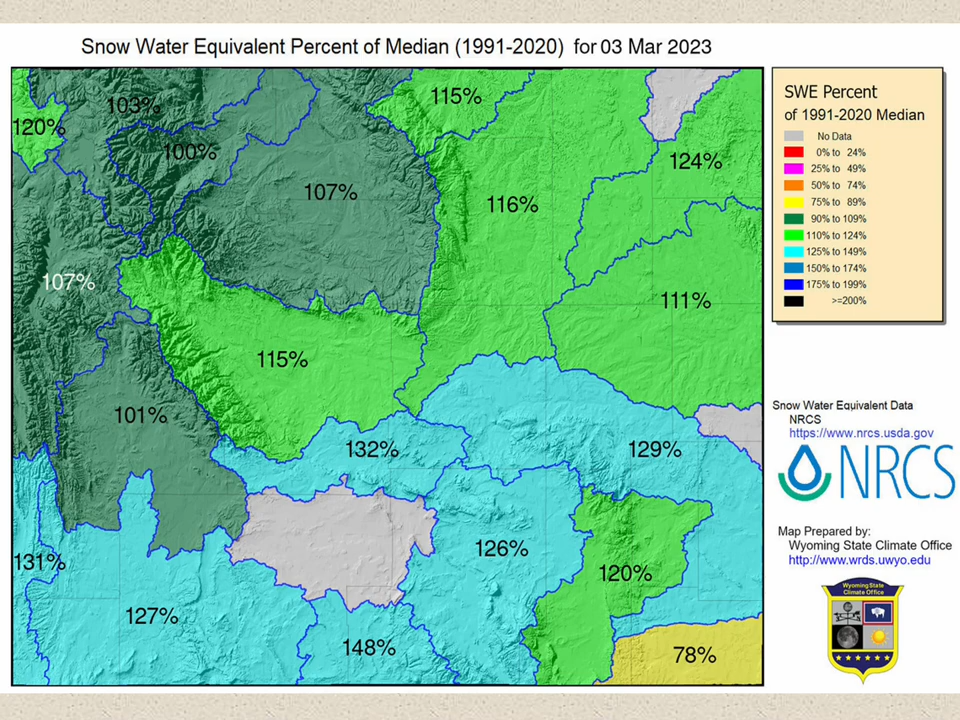 Snow Water Equivalent Percent of Median (1991-2020) for 03 Mar 2023
103%
115%
120%
100%
124%
107%
116%
107%
111%
115%
101%
132%
129%
126%
131%
120%
127%
148%
78%
SWE Percent
of 1991-2020 Median
No Data
0% to 24%
25% to 49%
50% to 74%
75% to 89%
90% to 109%
110% to 124%
125% to 149%
150% to 174%
175% to 199%
>=200%
Snow Water Equivalent Data
NRCS
https://www.nrcs.usda.gov
NRCS
Map Prepared by:
Wyoming State Climate Office
http://www.wrds.uwyo.edu
Wyoming State
Climate Office